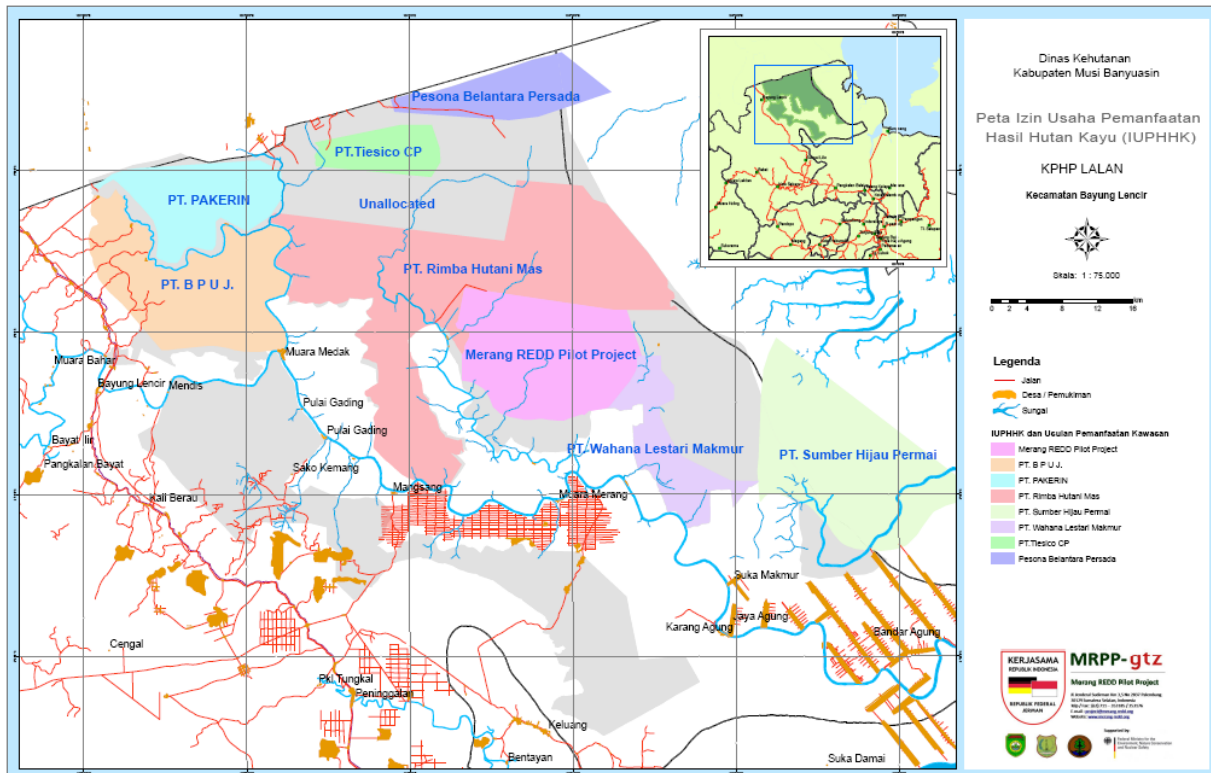 Pesona Belantara Persada
PT.Tiesico CP
PT. PAKERIN
Unallocated
PT. Rimba Hutani Mas
PT. B P U J.
Muara Bahar
Muara Medak
Merang REDD Pilot Project
Bayung Lencir
Mendis
Pulai Gading
Pulai Gading
Bayat Ilir
PT. Wahana Lestari Makmur
PT. Sumber Hijau Permai
Pangkalan Bayat
Sako Kemang
Kali Berau
Mangsang
Muara Merang
Suka Makmur
Jaya Agung
Karang Agung
Bandar Agung
Cengal
Pkl Tungkal
Peninggalan
Keluang
Bentayan
Suka Damai
Dinas Kehutanan
Kabupaten Musi Banyuasin
Peta Izin Usaha Pemanfaatan
Hasil Hutan Kayu (IUPHHK)
KPHP LALAN
Kecamatan Bayung Lencir
Skala: 1 : 75.000
km
0 2 4 8 12 16
Legenda
Jalan
Desa / Pemukiman
Sungai
IUPHHK dan Usulan Pemanfaatan Kawasan
Merang REDD Pilot Project
PT. B P U J.
PT. PAKERIN
PT. Rimba Hutani Mas
PT. Sumber Hijau Permai
PT. Wahana Lestari Makmur
PT.Tiesico CP
Pesona Belantara Persada
KERJASAMA
REPUBLIK INDONESIA
REPUBLIK FEDERAL
JERMAN
MRPP-gtz
Merang REDD Pilot Project
Supported by